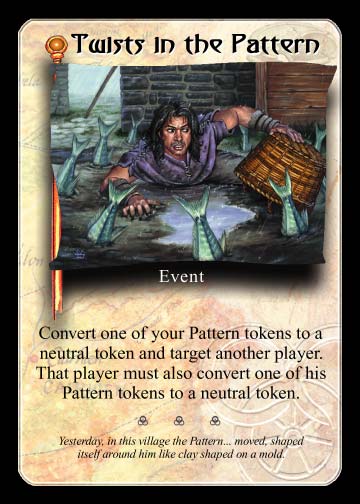 Twists in the Pattern
Event
Convert one of your Pattern tokens to a
neutral token and target another player.
That player must also convert one of his
Pattern tokens to a neutral token.
Yesterday, in this village the Pattern... moved, shaped
itself around him like clay shaped on a mold.